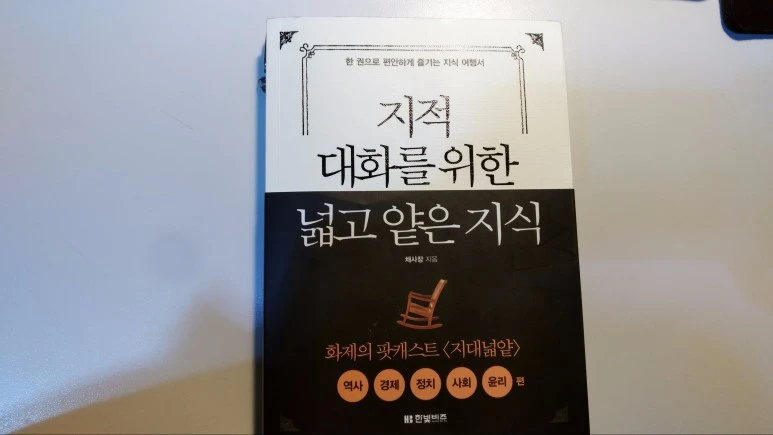 한 권으로 편안하게 즐기는 지식 여행서
지적
대화를 위한
넓고 얕은 지식
채사장 지음
화제의 팟캐스트 〈지대넓얕〉
역사 경제 정치 사회 윤리 편
HB 한빛비즈